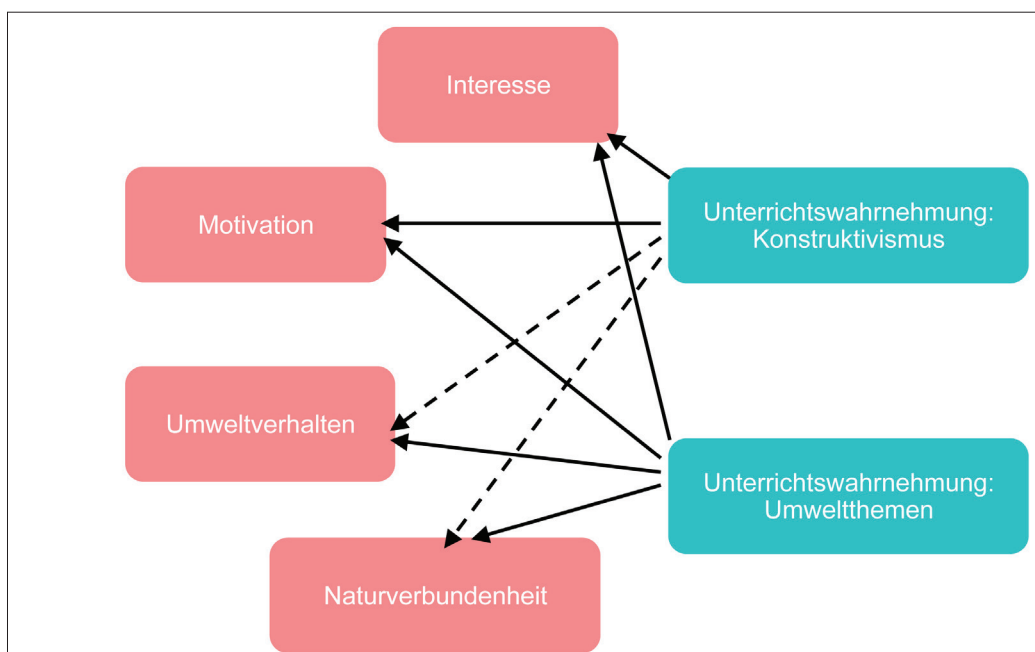 Interesse
Motivation
Unterrichtswahrnehmung:
Konstruktivismus
Umweltverhalten
Unterrichtswahrnehmung:
Umweltthemen
Naturverbundenheit